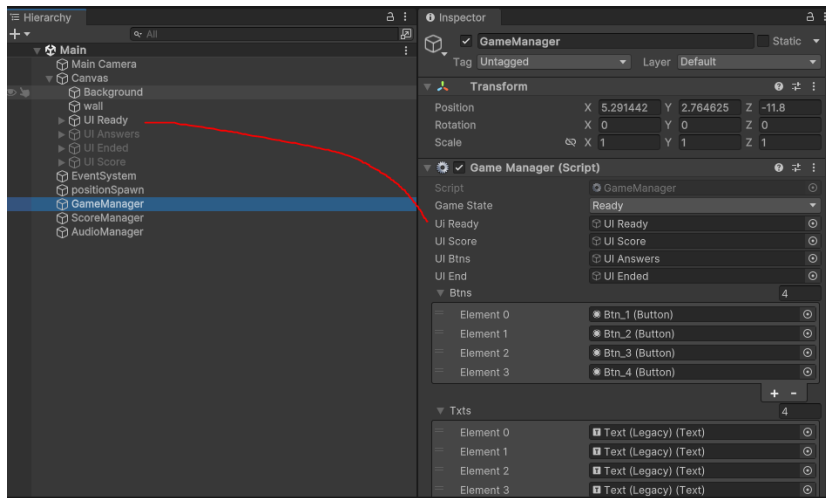 Hierarchy
All
Main
Main Camera
Canvas
Background
wall
UI Ready
UI Answers
UI Ended
UI Score
EventSystem
positionSpawn
GameManager
ScoreManager
AudioManager
Inspector
GameManager
Static
Tag Untagged Layer Default
Transform
Position X 5.291442 Y 2.764625 Z -11.8
Rotation X 0 Y 0 Z 0
Scale X 1 Y 1 Z 1
Game Manager (Script)
Script GameManager
Game State Ready
Ui Ready UI Ready
UI Score UI Score
UI Btns UI Answers
UI End UI Ended
Btns 4
Element 0 Btn_1 (Button)
Element 1 Btn_2 (Button)
Element 2 Btn_3 (Button)
Element 3 Btn_4 (Button)
+ -
Txts 4
Element 0 Text (Legacy) (Text)
Element 1 Text (Legacy) (Text)
Element 2 Text (Legacy) (Text)
Element 3 Text (Legacy) (Text)